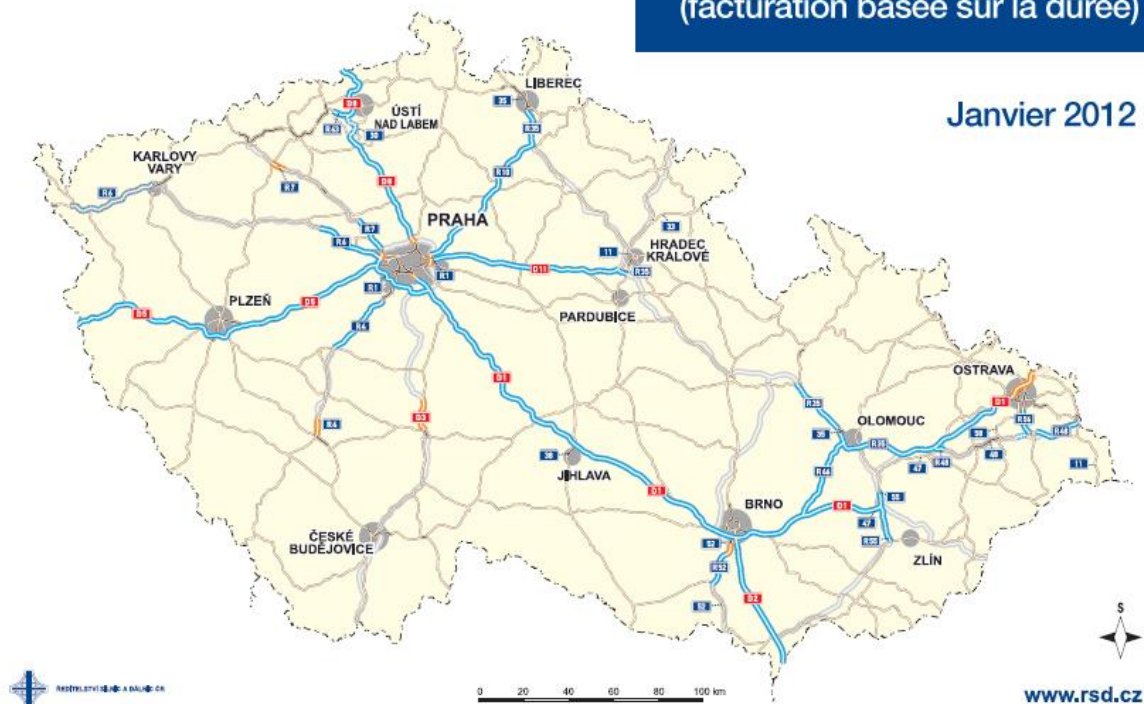 (facturation basée sur la durée)
Janvier 2012
LIBEREC
35
R35
D8
ÚSTÍ
NAD LABEM
R63
30
KARLOVY
VARY
R6
R7
D8
R10
PRAHA
R7
R6
33
11
HRADEC
KRÁLOVÉ
R35
D11
R1
R1
PLZEŇ
D5
D5
PARDUBICE
R4
D1
OSTRAVA
D1
R35
R56
D3
R4
OLOMOUC
35
R35
R48
R48
47
48
11
38
JIHLAVA
R46
D1
BRNO
D1
55
47
R55
ČESKÉ
BUDĚJOVICE
52
R52
ZLÍN
D2
52
S
ŘEDITELSTVÍ SILNIC A DÁLNIC ČR
0 20 40 60 80 100 km
www.rsd.cz